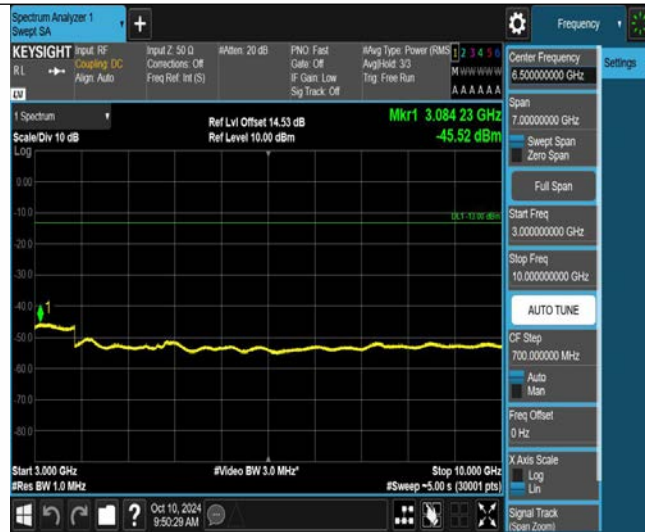 Spectrum Analyzer 1
Swept SA
+
Frequency
KEYSIGHT
RL
Input: RF
Coupling: DC
Align: Auto
Input Z: 50 Ω
Corrections: Off
Freq Ref: Int (S)
#Atten: 20 dB
PNO: Fast
Gate: Off
IF Gain: Low
Sig Track: Off
#Avg Type: Power (RMS
Avg|Hold: 3/3
Trig: Free Run
1 2 3 4 5 6
M W W W W W
A A A A A A
LV
1 Spectrum
Scale/Div 10 dB
Ref Lvl Offset 14.53 dB
Ref Level 10.00 dBm
Mkr1 3.084 23 GHz
-45.52 dBm
Log
0.00
-10.0
DL1 -13.00 dBm
-20.0
-30.0
-40.0
1
-50.0
-60.0
-70.0
-80.0
Start 3.000 GHz
#Res BW 1.0 MHz
#Video BW 3.0 MHz*
Stop 10.000 GHz
#Sweep ~5.00 s (30001 pts)
Oct 10, 2024
9:50:29 AM
?
Settings
Center Frequency
6.500000000 GHz
Span
7.00000000 GHz
Swept Span
Zero Span
Full Span
Start Freq
3.000000000 GHz
Stop Freq
10.000000000 GHz
AUTO TUNE
CF Step
700.000000 MHz
Auto
Man
Freq Offset
0 Hz
X Axis Scale
Log
Lin
Signal Track
(Span Zoom)